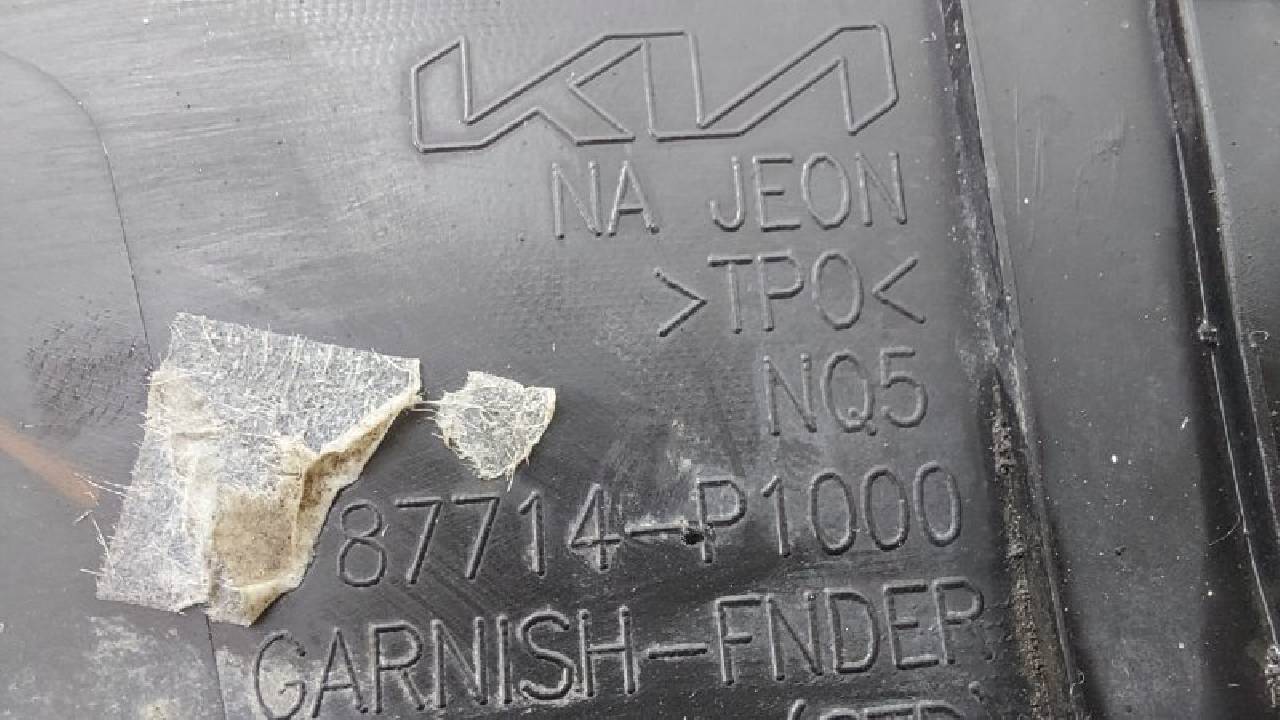 KIA
NA JEON
>TPO<
NQ5
87714-P1000
GARNISH-FNDER